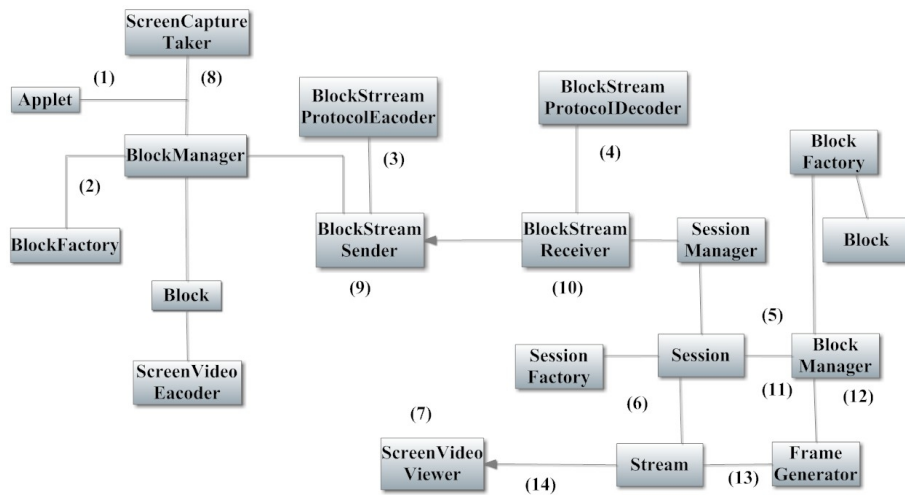 ScreenCapture
Taker
(1)
(8)
Applet
BlockStrream
ProtocolEacoder
BlockStream
ProtocolDecoder
BlockManager
(2)
(3)
(4)
Block
Factory
BlockFactory
BlockStream
Sender
BlockStream
Receiver
Session
Manager
Block
(9)
(10)
Block
(5)
ScreenVideo
Eacoder
Session
Factory
Session
Block
Manager
(6)
(11)
(12)
(7)
ScreenVideo
Viewer
Stream
Frame
Generator
(14)
(13)